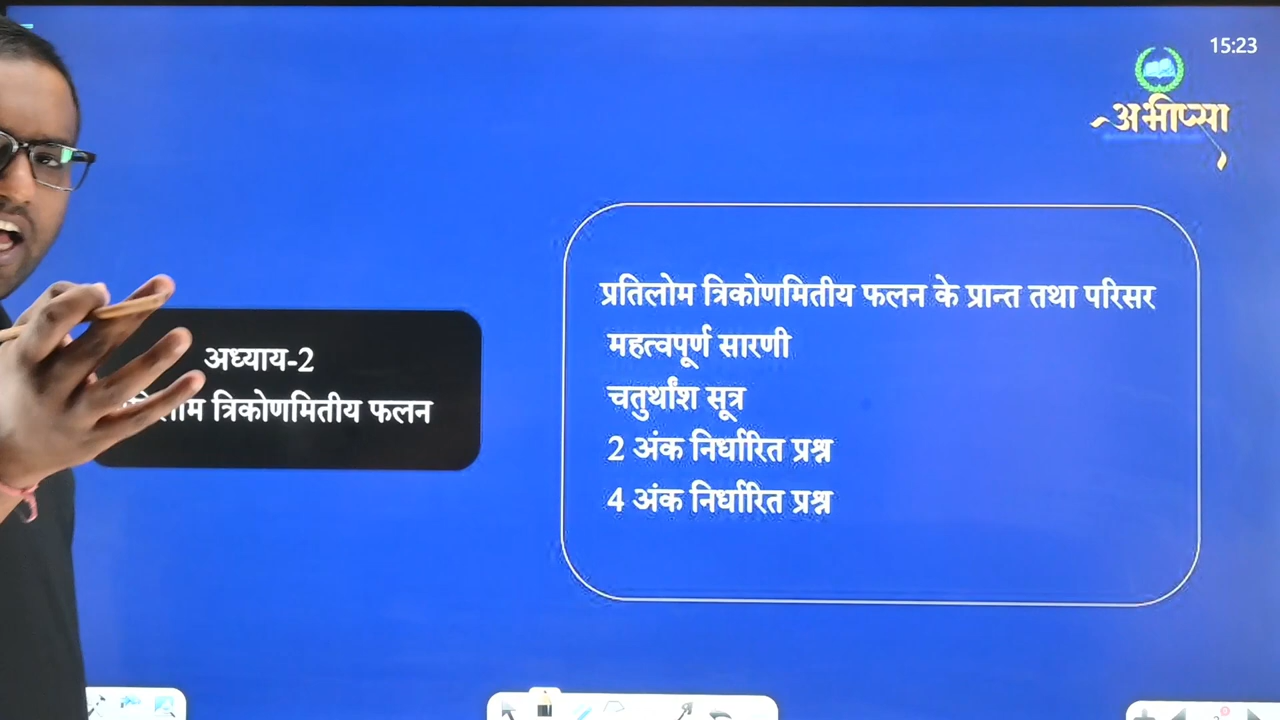 15:23
अभीप्सा
अध्याय-2
त्रिकोणमितीय फलन
प्रतिलोम त्रिकोणमितीय फलन के प्रान्त तथा परिसर
महत्वपूर्ण सारणी
चतुर्थांश सूत्र
2 अंक निर्धारित प्रश्न
4 अंक निर्धारित प्रश्न